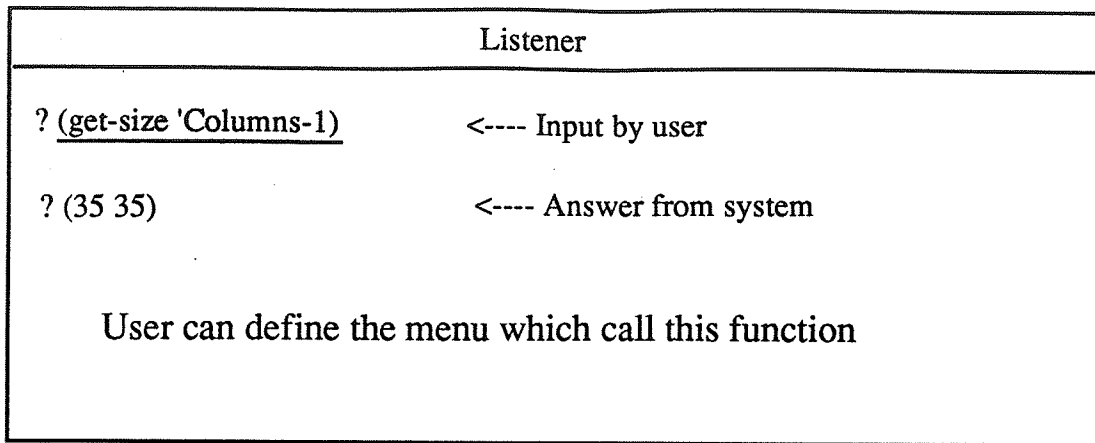 Listener
? (get-size 'Columns-1) <---- Input by user
? (35 35) <---- Answer from system
User can define the menu which call this function